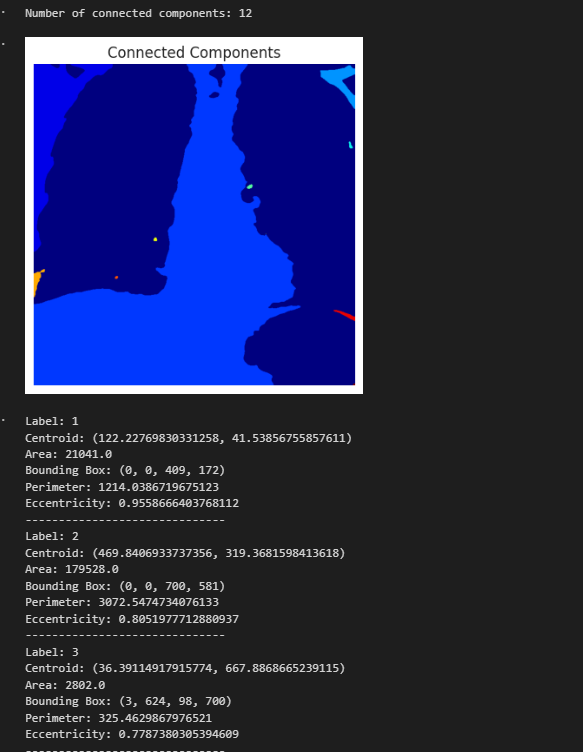 Number of connected components: 12
Connected Components
Label: 1
Centroid: (122.22769830331258, 41.53856755857611)
Area: 21041.0
Bounding Box: (0, 0, 409, 172)
Perimeter: 1214.0386719675123
Eccentricity: 0.9558666403768112
------------------------------
Label: 2
Centroid: (469.8406933737356, 319.3681598413618)
Area: 179528.0
Bounding Box: (0, 0, 700, 581)
Perimeter: 3072.5474734076133
Eccentricity: 0.8051977712880937
------------------------------
Label: 3
Centroid: (36.39114917915774, 667.8868665239115)
Area: 2802.0
Bounding Box: (3, 624, 98, 700)
Perimeter: 325.4629867976521
Eccentricity: 0.7787380305394609
------------------------------